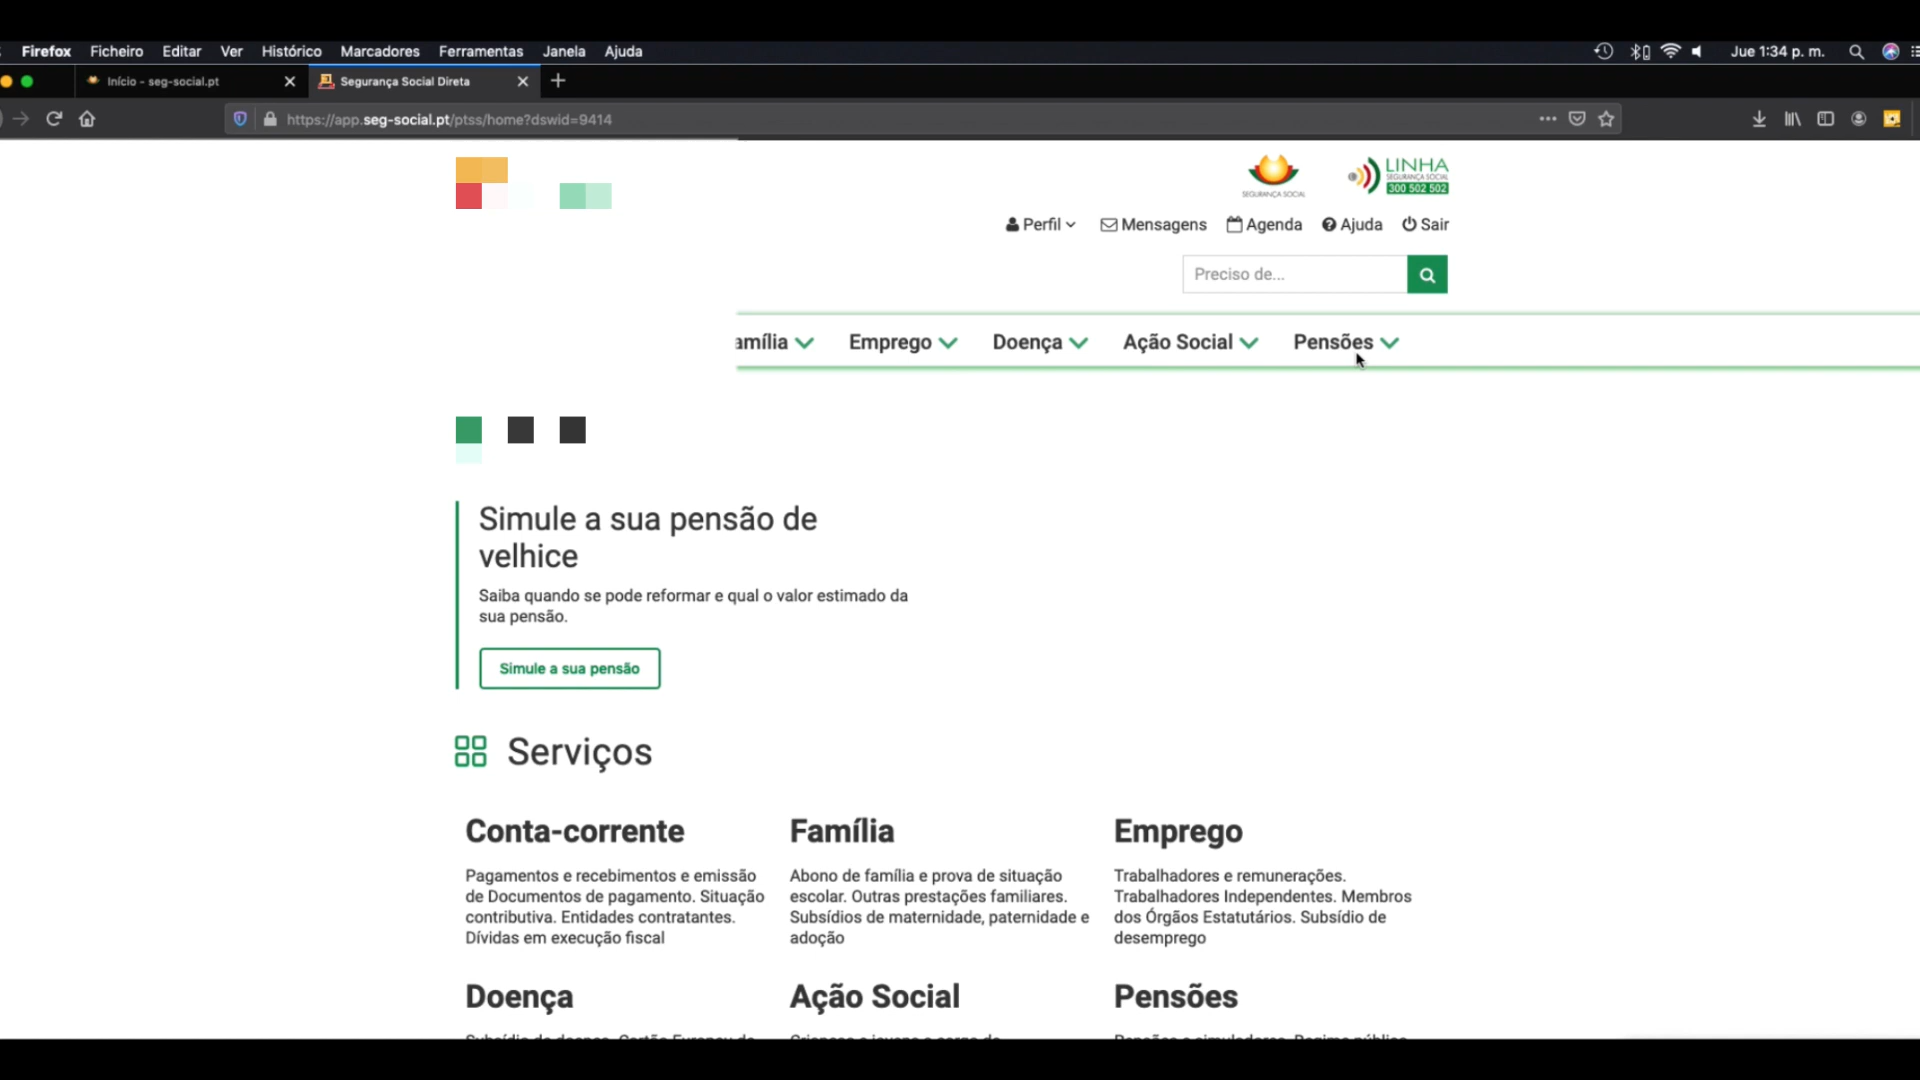 Firefox Ficheiro Editar Ver Histórico Marcadores Ferramentas Janela Ajuda Jue 1:34 p. m.
Início - seg-social.pt Segurança Social Direta
https://app.seg-social.pt/ptss/home?dswid=9414
SEGURANÇA SOCIAL
LINHA
SEGURANÇA SOCIAL
300 502 502
Perfil Mensagens Agenda Ajuda Sair
Preciso de...
amília Emprego Doença Ação Social Pensões
Simule a sua pensão de
velhice
Saiba quando se pode reformar e qual o valor estimado da
sua pensão.
Simule a sua pensão
Serviços
Conta-corrente
Pagamentos e recebimentos e emissão
de Documentos de pagamento. Situação
contributiva. Entidades contratantes.
Dívidas em execução fiscal
Família
Abono de família e prova de situação
escolar. Outras prestações familiares.
Subsídios de maternidade, paternidade e
adoção
Emprego
Trabalhadores e remunerações.
Trabalhadores Independentes. Membros
dos Órgãos Estatutários. Subsídio de
desemprego
Doença
Ação Social
Pensões